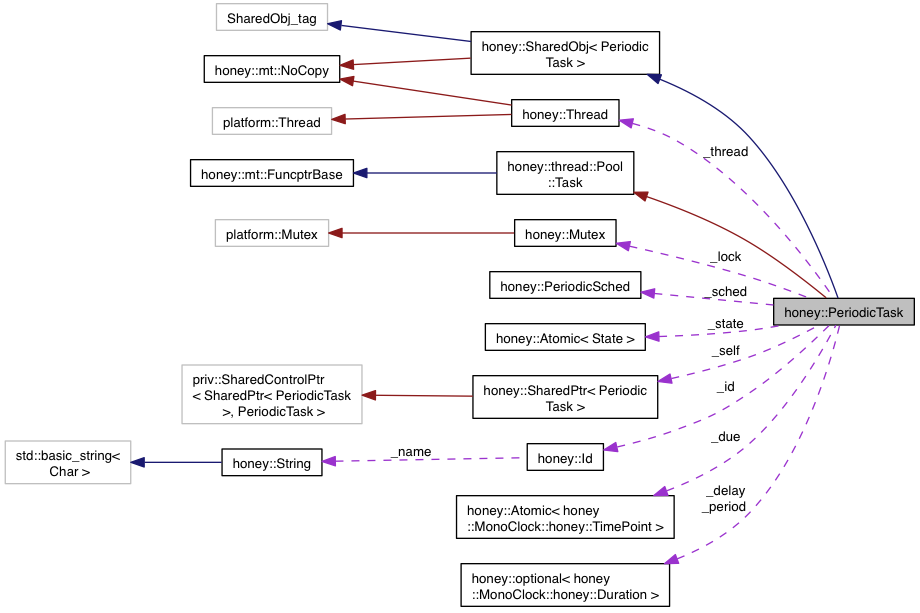 SharedObj_tag
honey::SharedObj< Periodic
Task >
honey::mt::NoCopy
honey::Thread
platform::Thread
_thread
honey::thread::Pool
::Task
honey::mt::FuncptrBase
platform::Mutex
honey::Mutex
_lock
honey::PeriodicSched
_sched
honey::PeriodicTask
honey::Atomic< State >
_state
_self
priv::SharedControlPtr
< SharedPtr< PeriodicTask
>, PeriodicTask >
honey::SharedPtr< Periodic
Task >
_id
std::basic_string<
Char >
honey::String
_name
honey::Id
_due
honey::Atomic< honey
::MonoClock::honey::TimePoint >
_delay
_period
honey::optional< honey
::MonoClock::honey::Duration >